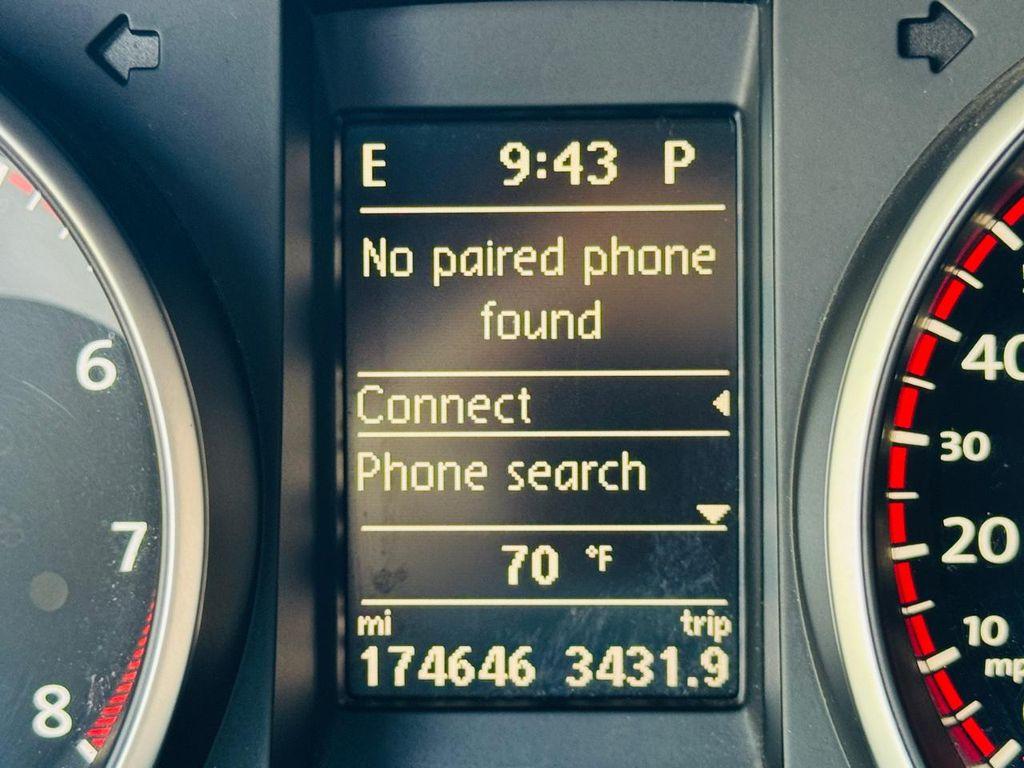 E 9:43 P
No paired phone
found
Connect
Phone search
70 °F
mi trip
174646 3431.9
6
7
8
40
30
20
10